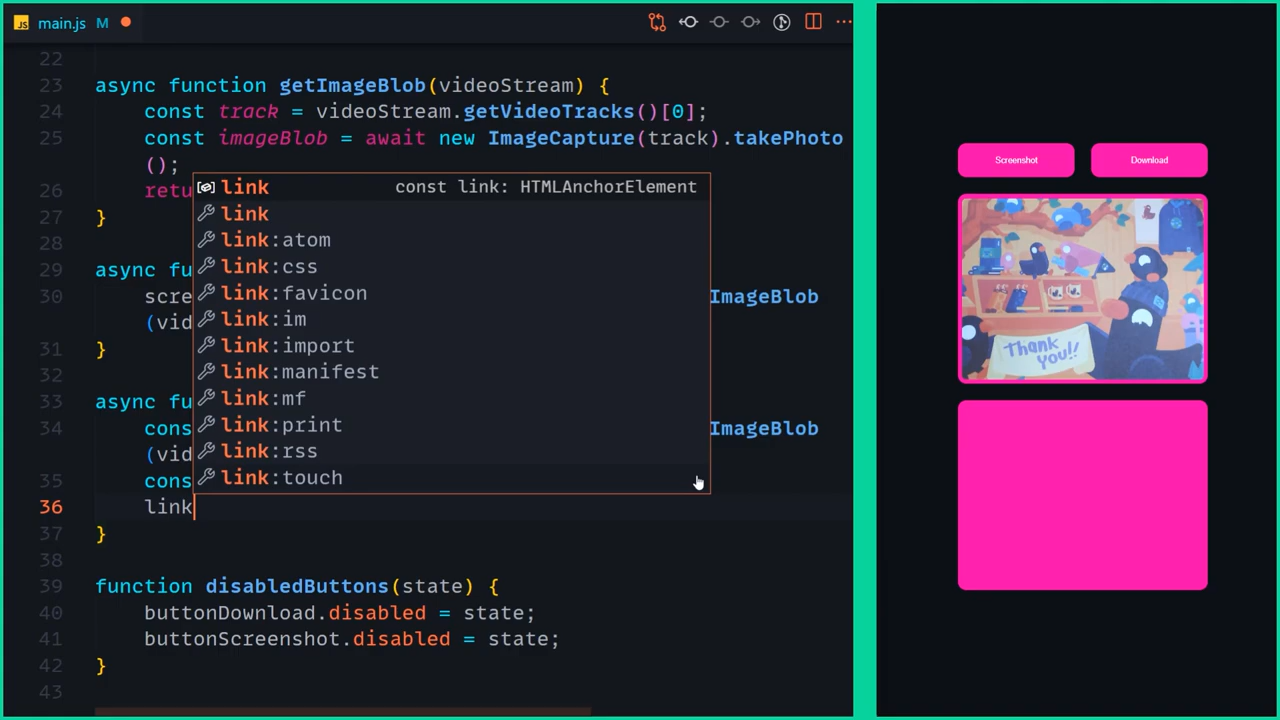 JS main.js M
22
23 async function getImageBlob(videoStream) {
24 const track = videoStream.getVideoTracks()[0];
25 const imageBlob = await new ImageCapture(track).takePhoto
();
26 retu
27 }
28
29 async fu
30 scre ImageBlob
(vid
31 }
32
33 async fu
34 cons ImageBlob
(vid
35 cons
36 link
37 }
38
39 function disabledButtons(state) {
40 buttonDownload.disabled = state;
41 buttonScreenshot.disabled = state;
42 }
43
link const link: HTMLAnchorElement
link
link:atom
link:css
link:favicon
link:im
link:import
link:manifest
link:mf
link:print
link:rss
link:touch
Screenshot Download
Thank
you!!